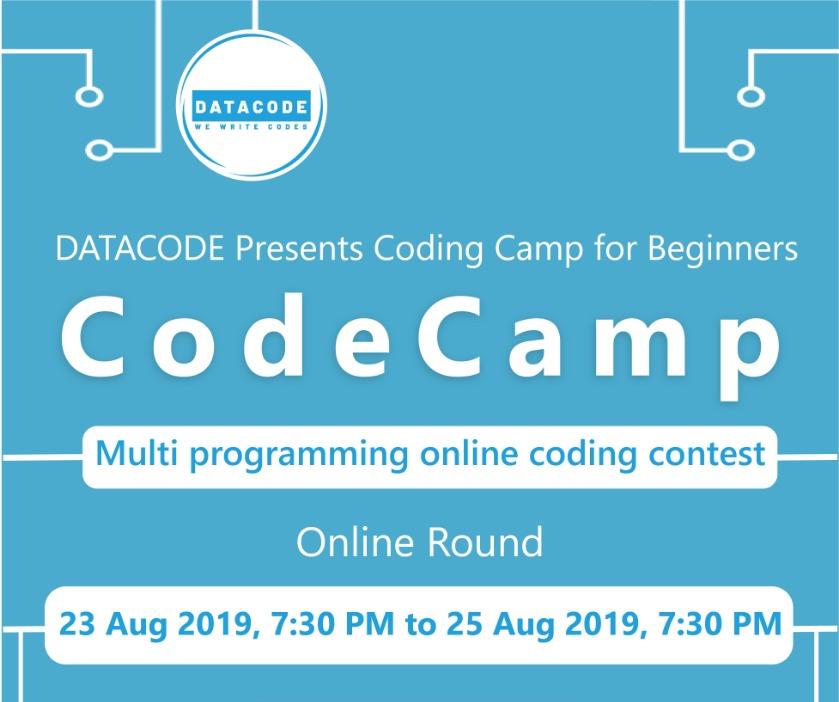 DATACODE
WE WRITE CODES
DATACODE Presents Coding Camp for Beginners
CodeCamp
Multi programming online coding contest
Online Round
23 Aug 2019, 7:30 PM to 25 Aug 2019, 7:30 PM